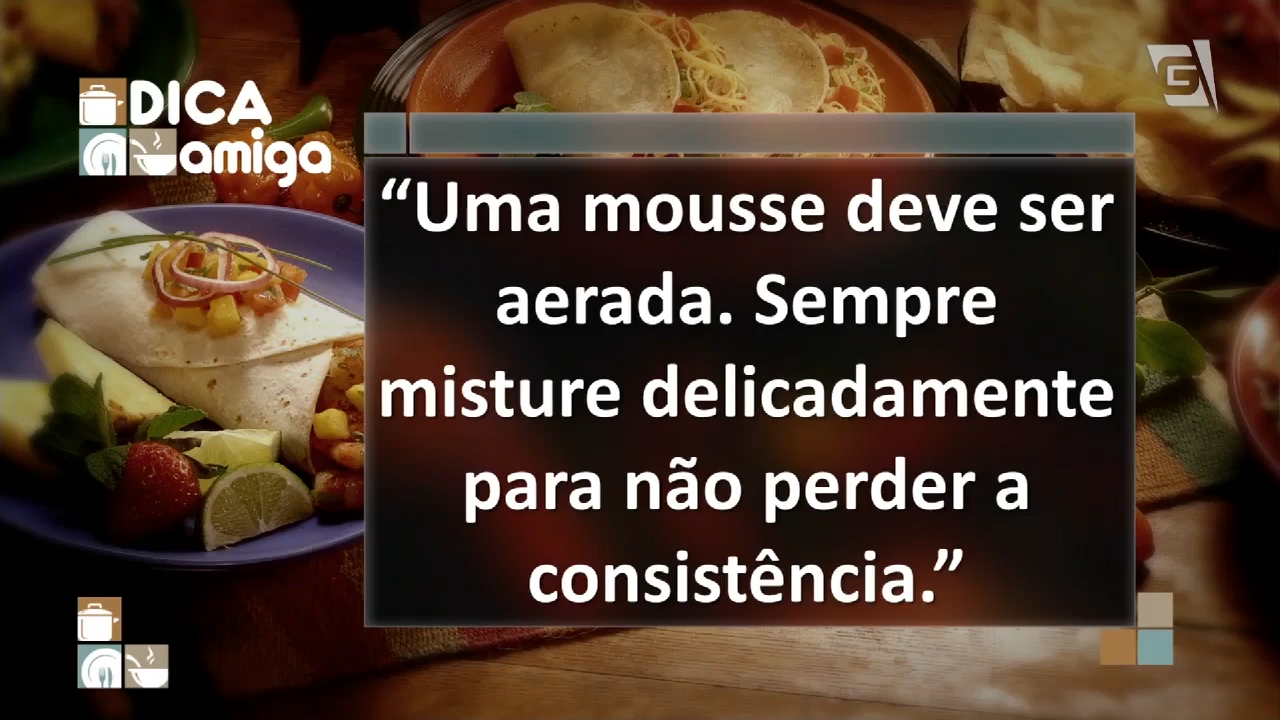 DICA
amiga
G
“Uma mousse deve ser
aerada. Sempre
misture delicadamente
para não perder a
consistência.”